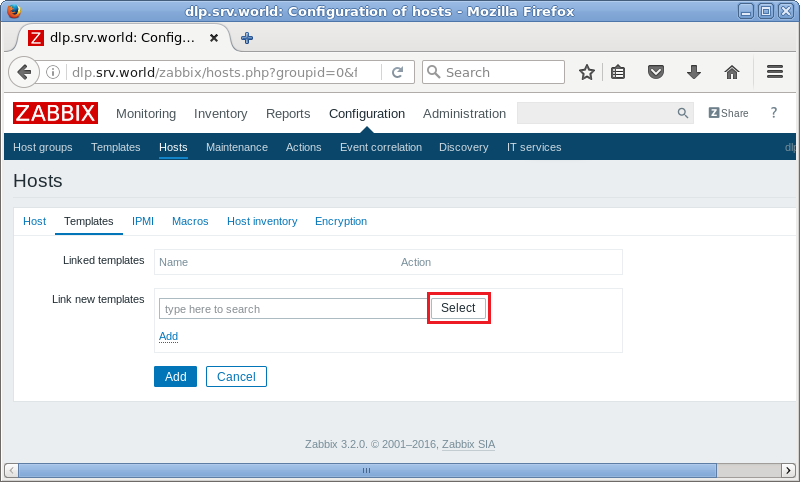 dlp.srv.world: Configuration of hosts - Mozilla Firefox
dlp.srv.world: Config...
dlp.srv.world/zabbix/hosts.php?groupid=0&f
Search
ZABBIX Monitoring Inventory Reports Configuration Administration Z Share ?
Host groups Templates Hosts Maintenance Actions Event correlation Discovery IT services dlp
Hosts
Host Templates IPMI Macros Host inventory Encryption
Linked templates Name Action
Link new templates
type here to search Select
Add
Add Cancel
Zabbix 3.2.0. © 2001–2016, Zabbix SIA